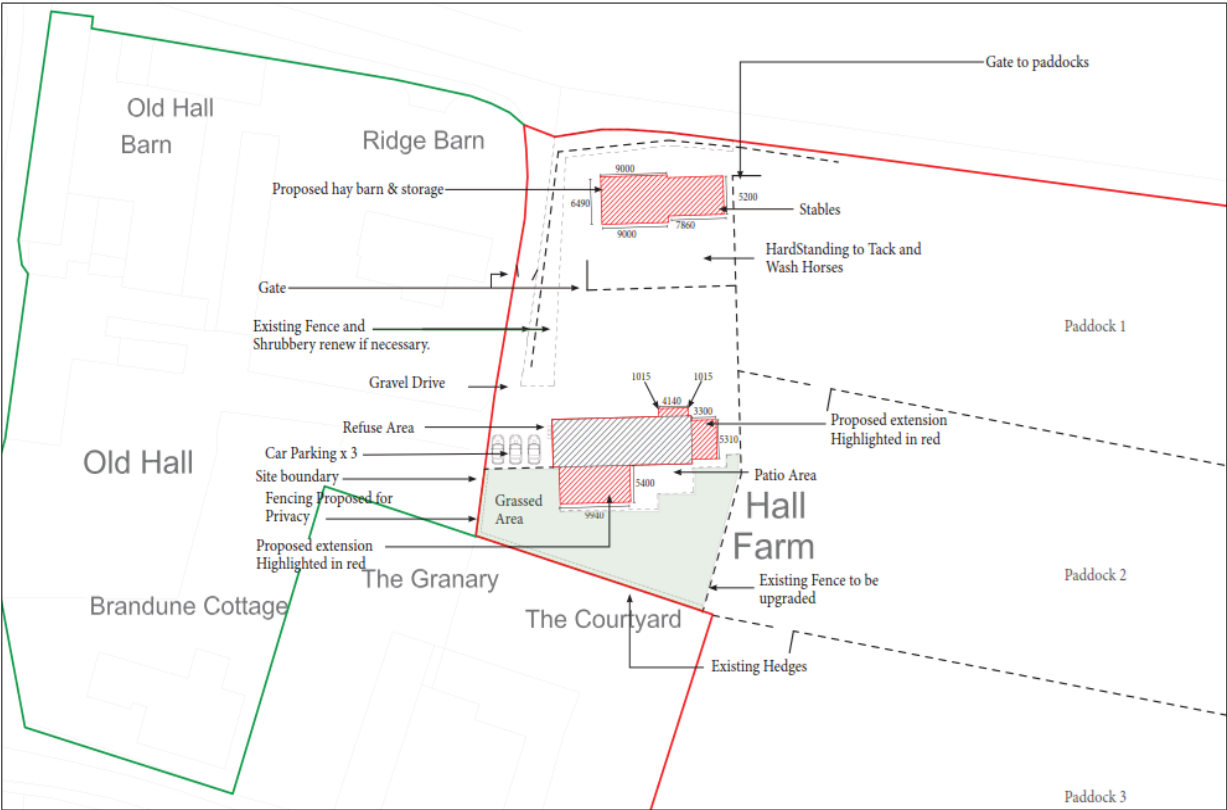 Gate to paddocks
Old Hall
Barn
Ridge Barn
9000
Proposed hay barn & storage
6490
5200
Stables
7860
9000
HardStanding to Tack and
Wash Horses
Gate
Existing Fence and
Shrubbery renew if necessary.
Paddock 1
Gravel Drive
1015
1015
4140
3300
Proposed extension
Highlighted in red
Refuse Area
5310
Car Parking x 3
Old Hall
Site boundary
Patio Area
5400
Fencing Proposed for
Privacy
Grassed
Area
9940
Hall
Farm
Proposed extension
Highlighted in red
The Granary
Existing Fence to be
upgraded
Paddock 2
Brandune Cottage
The Courtyard
Existing Hedges
Paddock 3